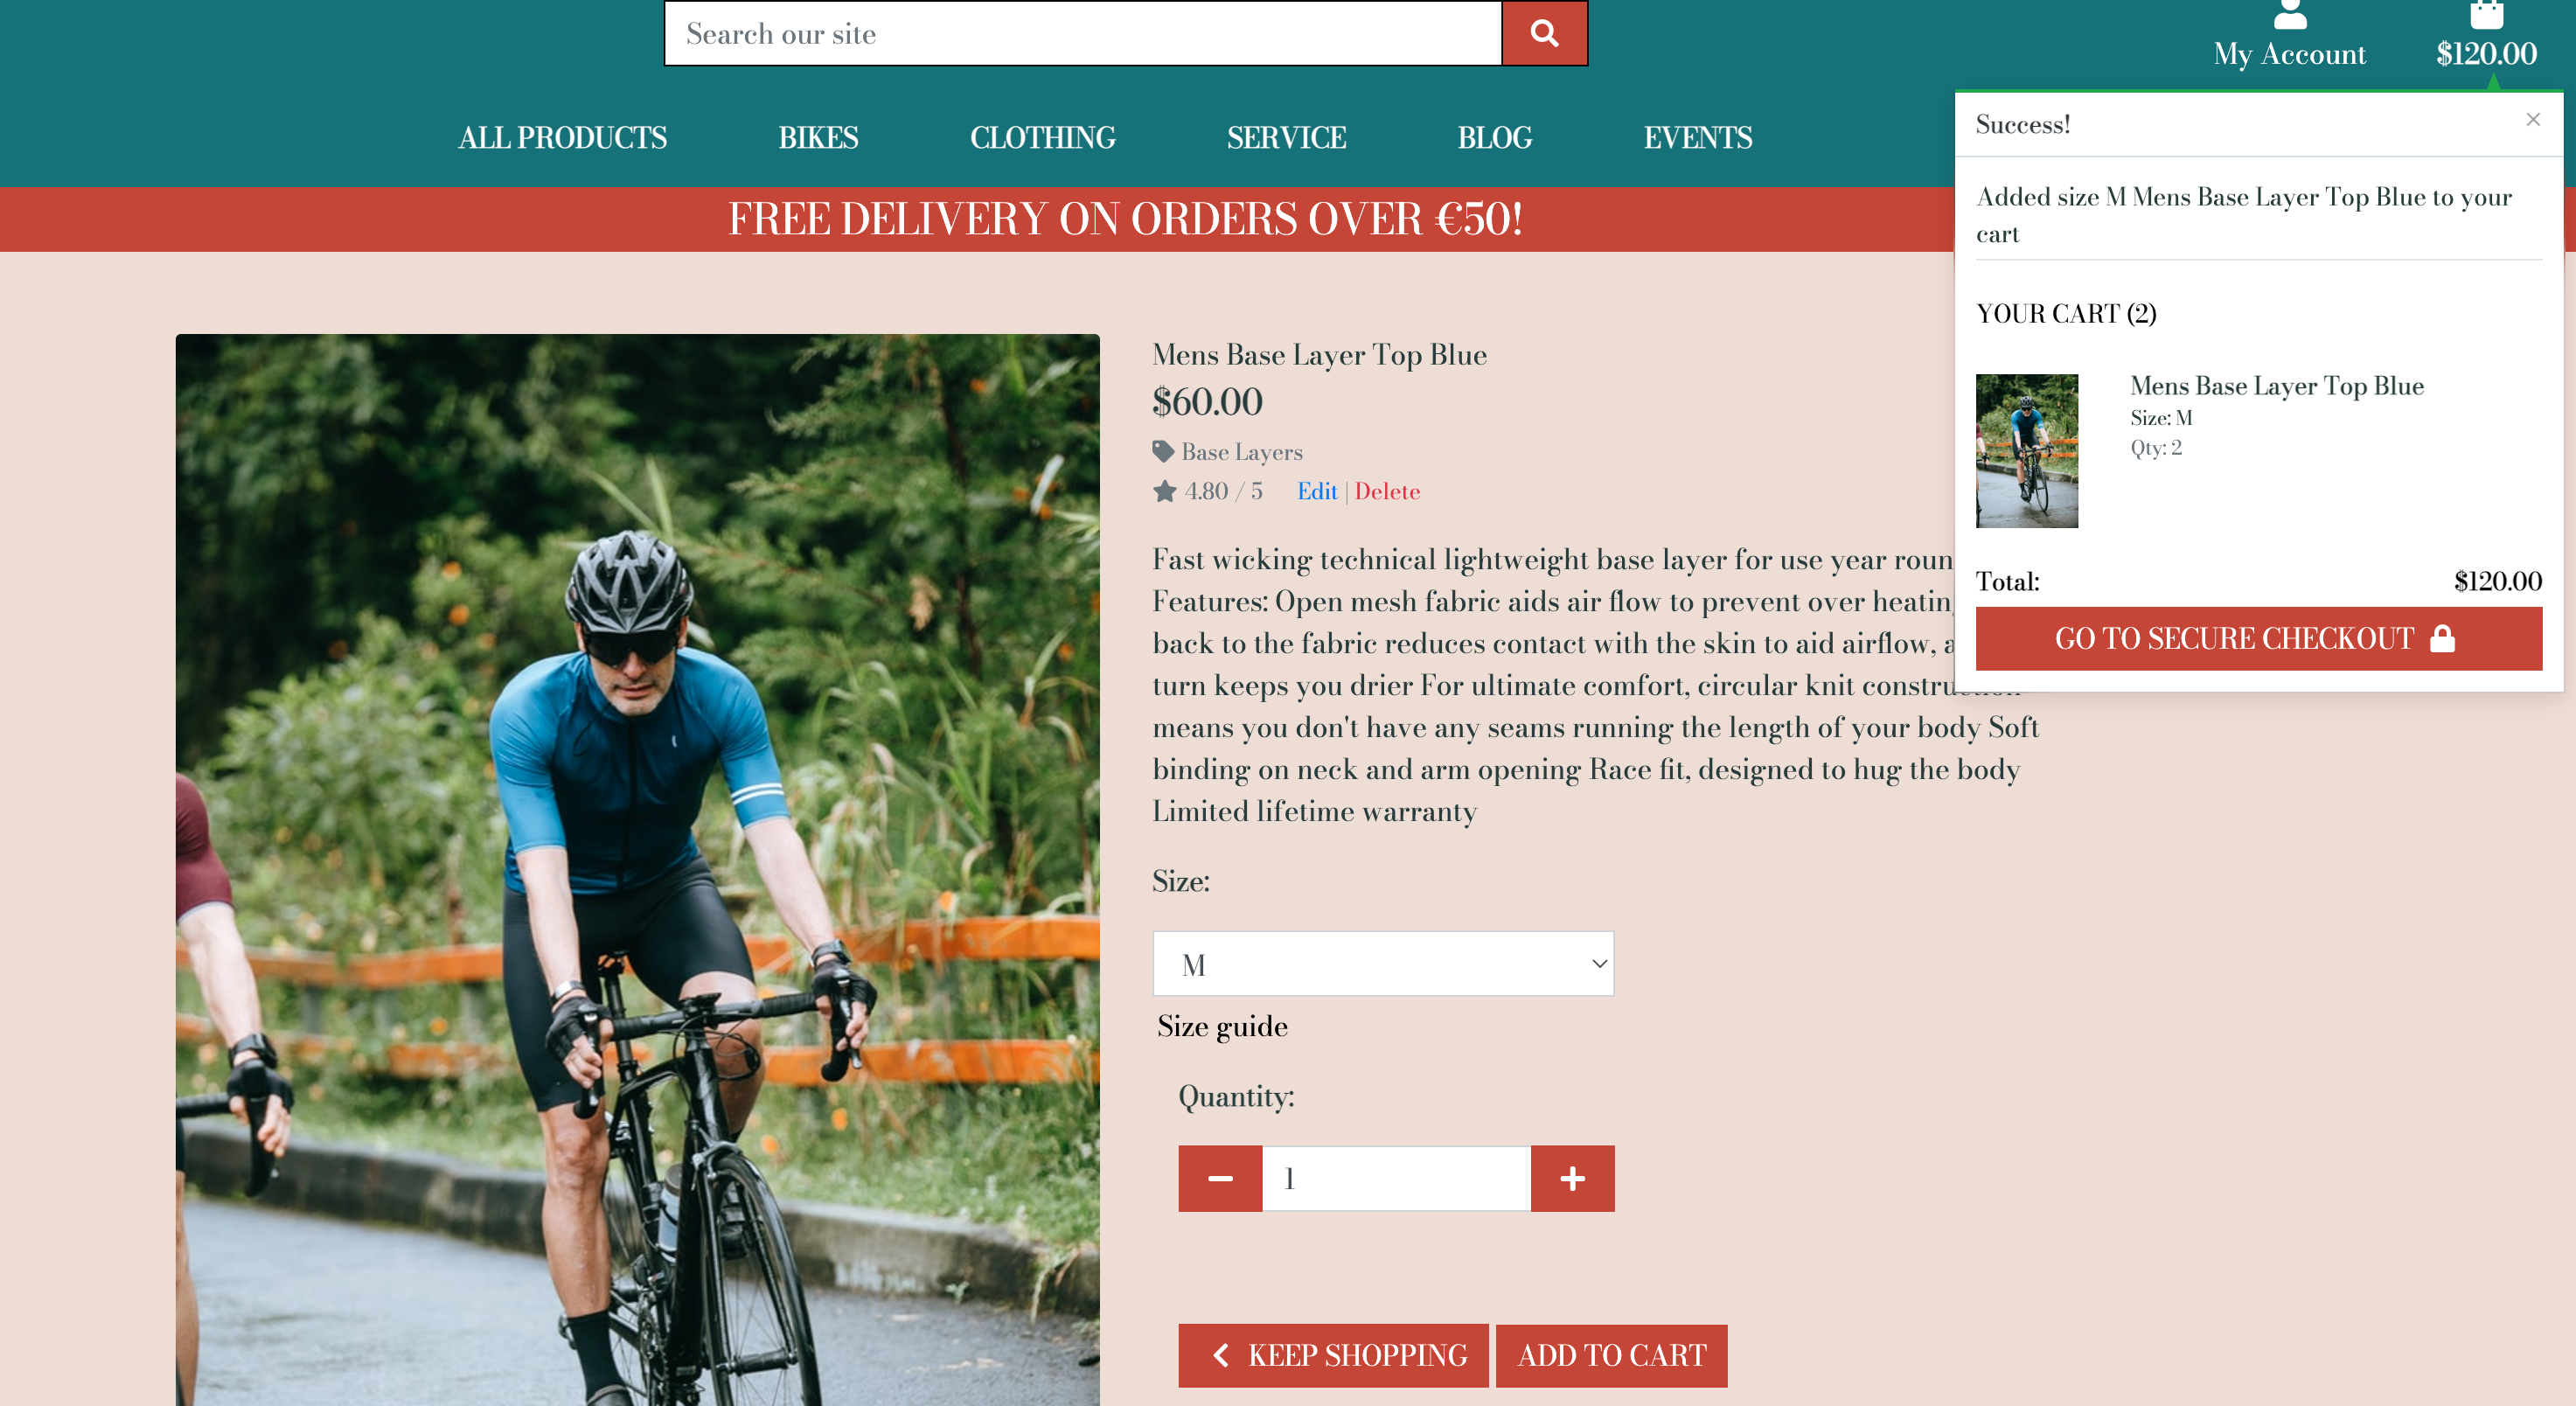 Search our site
My Account
$120.00
ALL PRODUCTS
BIKES
CLOTHING
SERVICE
BLOG
EVENTS
FREE DELIVERY ON ORDERS OVER €50!
Success!
×
Added size M Mens Base Layer Top Blue to your
cart
YOUR CART (2)
Mens Base Layer Top Blue
Size: M
Qty: 2
Total:
$120.00
GO TO SECURE CHECKOUT
Mens Base Layer Top Blue
$60.00
Base Layers
4.80 / 5 Edit | Delete
Fast wicking technical lightweight base layer for use year
Features: Open mesh fabric aids air flow to prevent over
back to the fabric reduces contact with the skin to aid airflow,
turn keeps you drier For ultimate comfort, circular knit construction
means you don't have any seams running the length of your body Soft
binding on neck and arm opening Race fit, designed to hug the body
Limited lifetime warranty
Size:
M
Size guide
Quantity:
1
KEEP SHOPPING
ADD TO CART